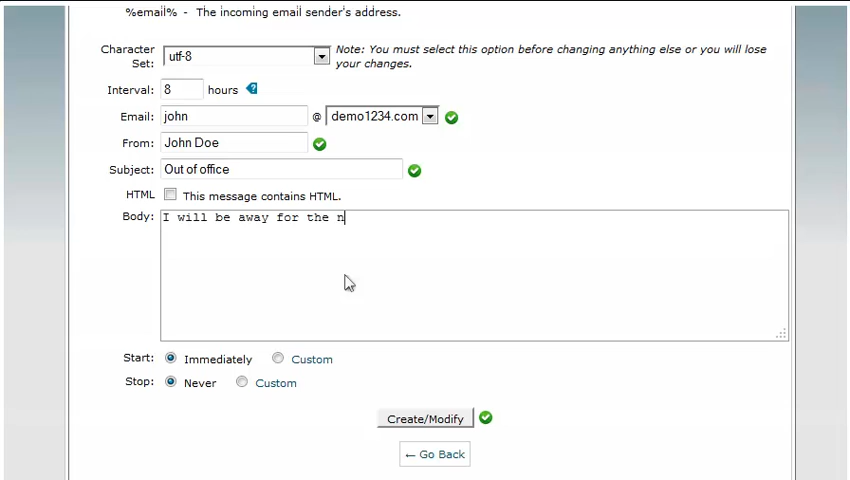 %email% - The incoming email sender's address.
Character Set: utf-8 Note: You must select this option before changing anything else or you will lose your changes.
Interval: 8 hours ?
Email: john @ demo1234.com
From: John Doe
Subject: Out of office
HTML This message contains HTML.
Body: I will be away for the n
Start: Immediately Custom
Stop: Never Custom
Create/Modify
← Go Back